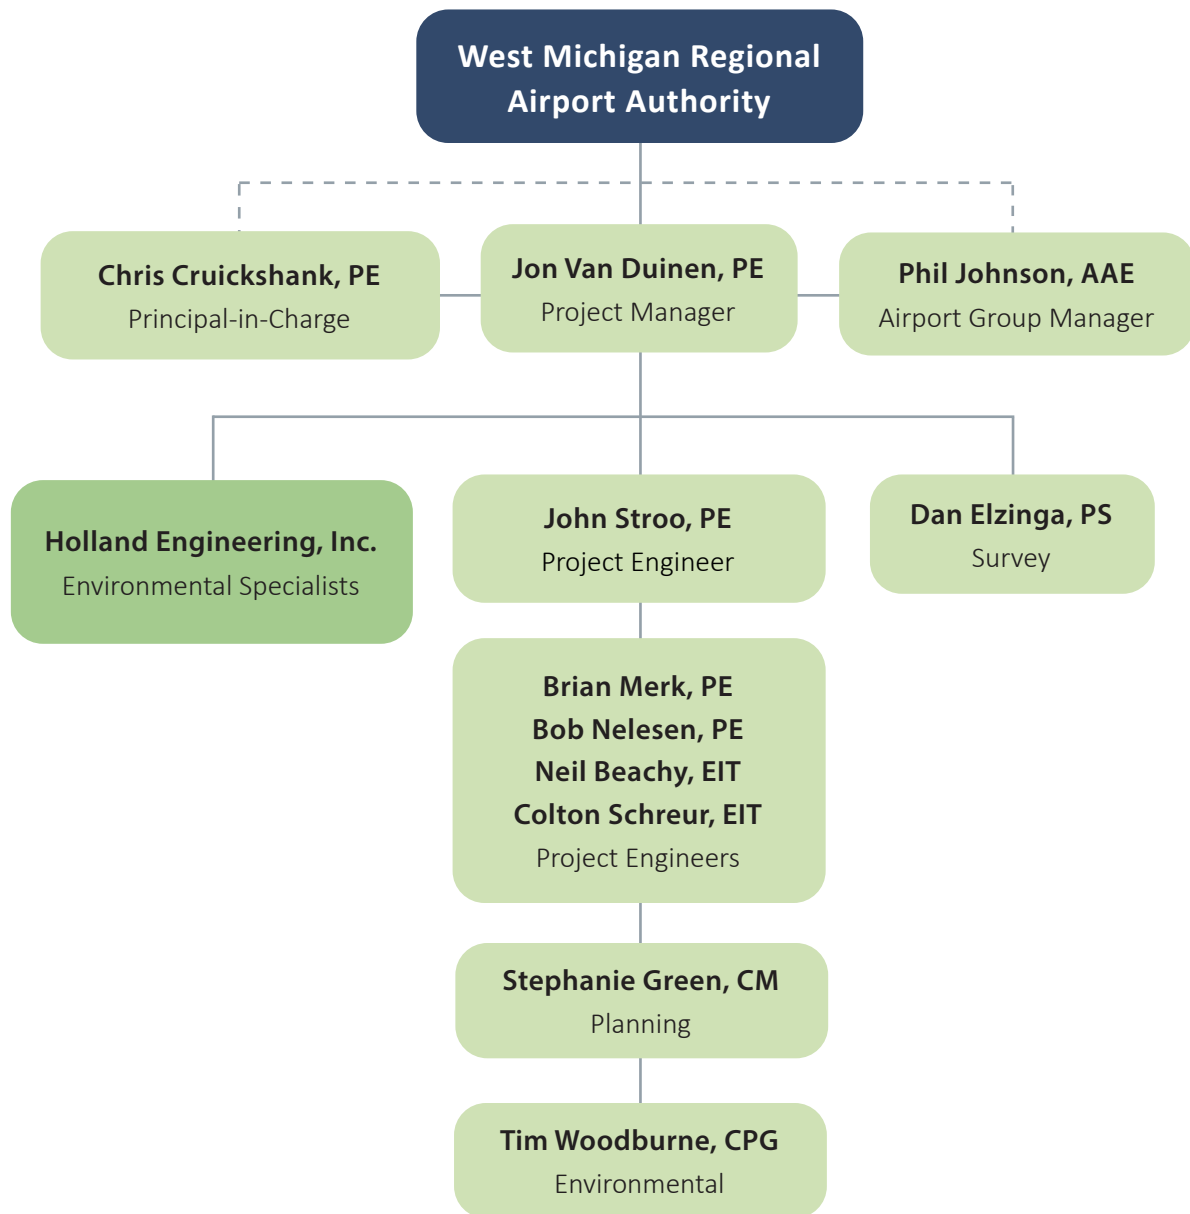 West Michigan Regional
Airport Authority
Chris Cruickshank, PE
Principal-in-Charge
Jon Van Duinen, PE
Project Manager
Phil Johnson, AAE
Airport Group Manager
Holland Engineering, Inc.
Environmental Specialists
John Stroo, PE
Project Engineer
Dan Elzinga, PS
Survey
Brian Merk, PE
Bob Nelesen, PE
Neil Beachy, EIT
Colton Schreur, EIT
Project Engineers
Stephanie Green, CM
Planning
Tim Woodburne, CPG
Environmental